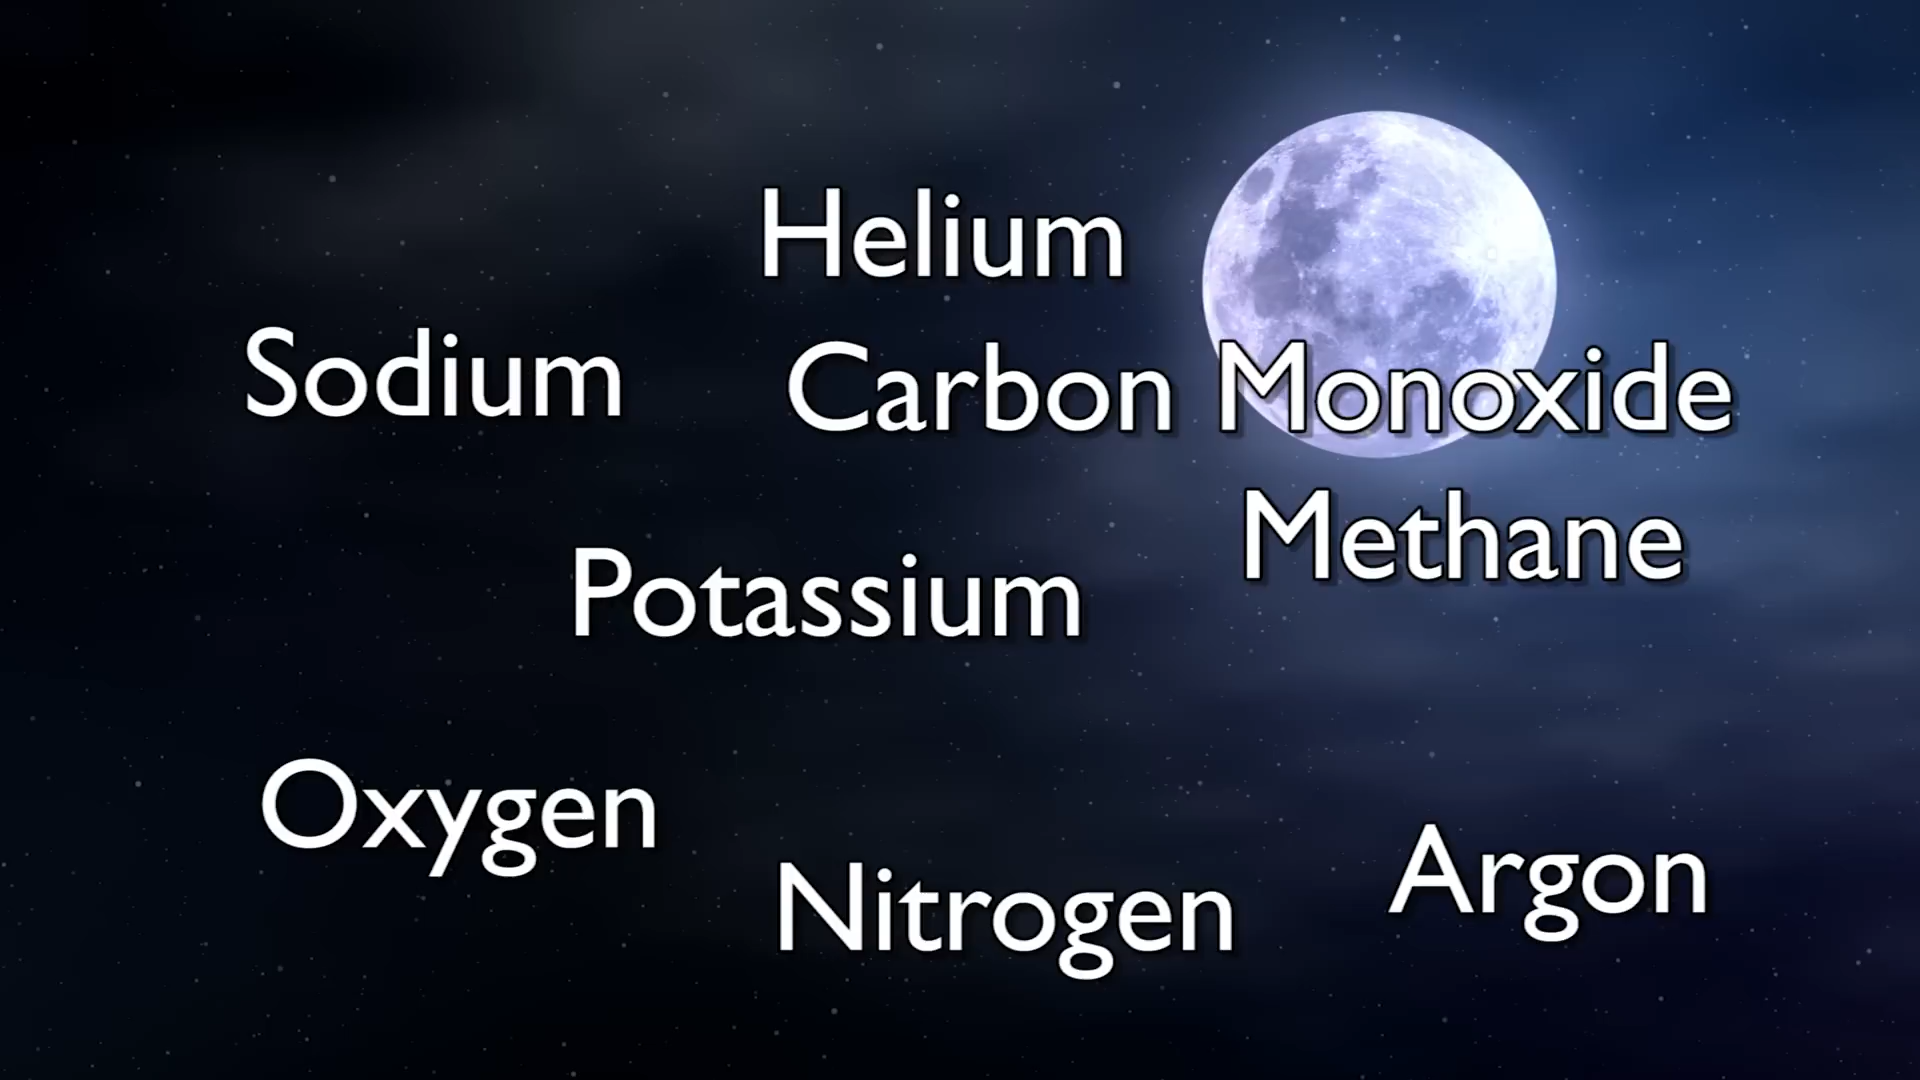 Helium
Sodium
Carbon Monoxide
Methane
Potassium
Oxygen
Nitrogen
Argon